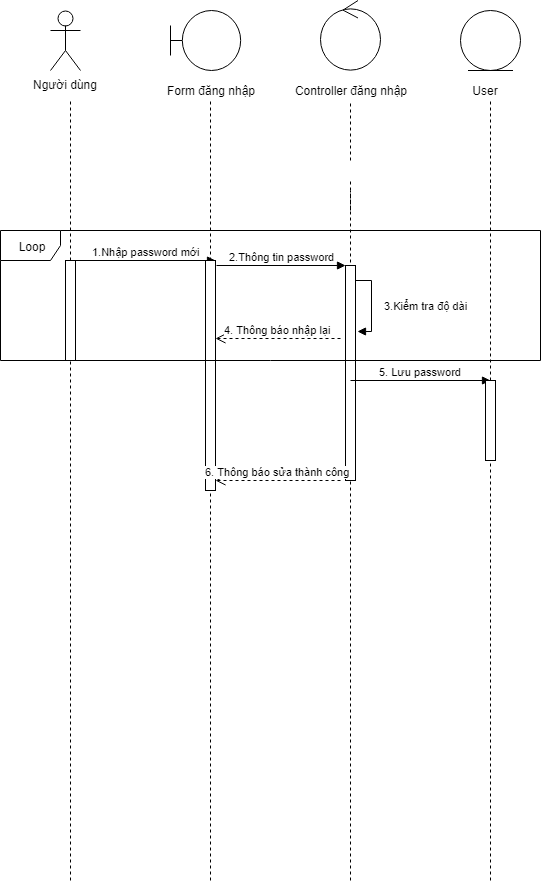 Người dùng
Form đăng nhập
Controller đăng nhập
User
Loop
1.Nhập password mới
2.Thông tin password
3.Kiểm tra độ dài
4. Thông báo nhập lại
5. Lưu password
6. Thông báo sửa thành công